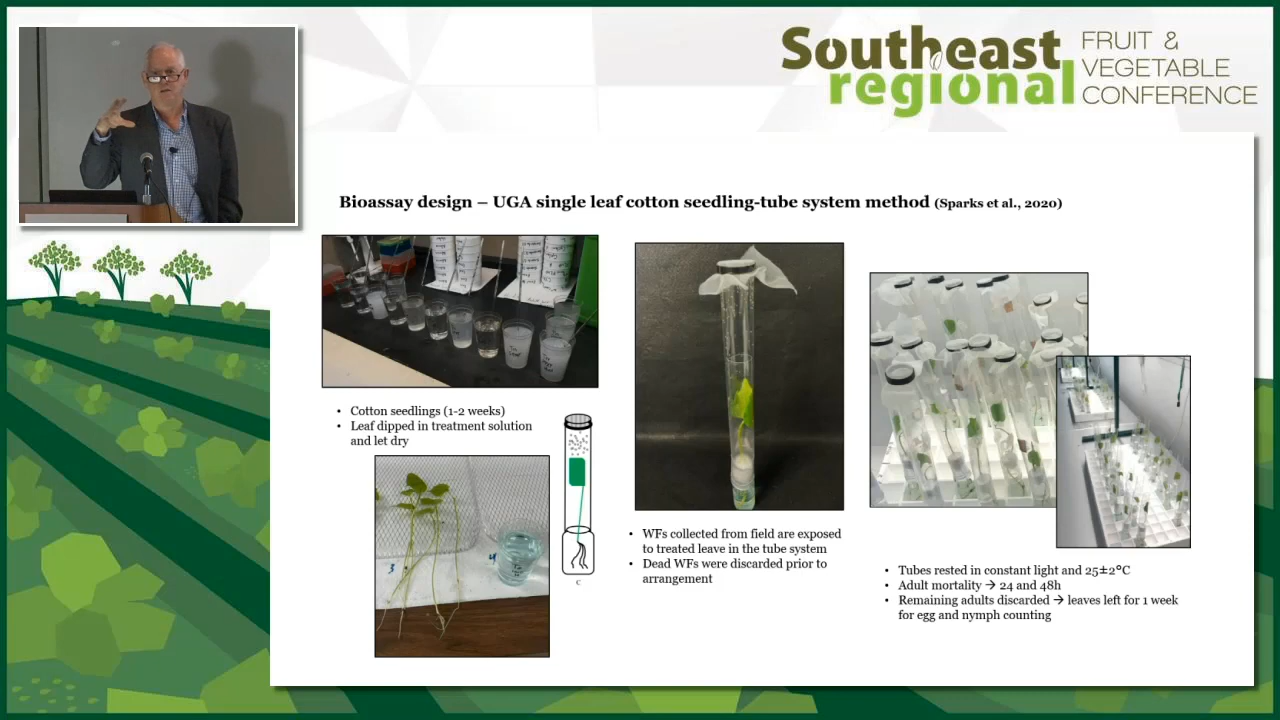 Southeast
regional
FRUIT &
VEGETABLE
CONFERENCE
Bioassay design – UGA single leaf cotton seedling-tube system method (Sparks et al., 2020)
• Cotton seedlings (1-2 weeks)
• Leaf dipped in treatment solution
and let dry
3
4
C
• WFs collected from field are exposed
to treated leave in the tube system
• Dead WFs were discarded prior to
arrangement
• Tubes rested in constant light and 25±2°C
• Adult mortality → 24 and 48h
• Remaining adults discarded → leaves left for 1 week
for egg and nymph counting